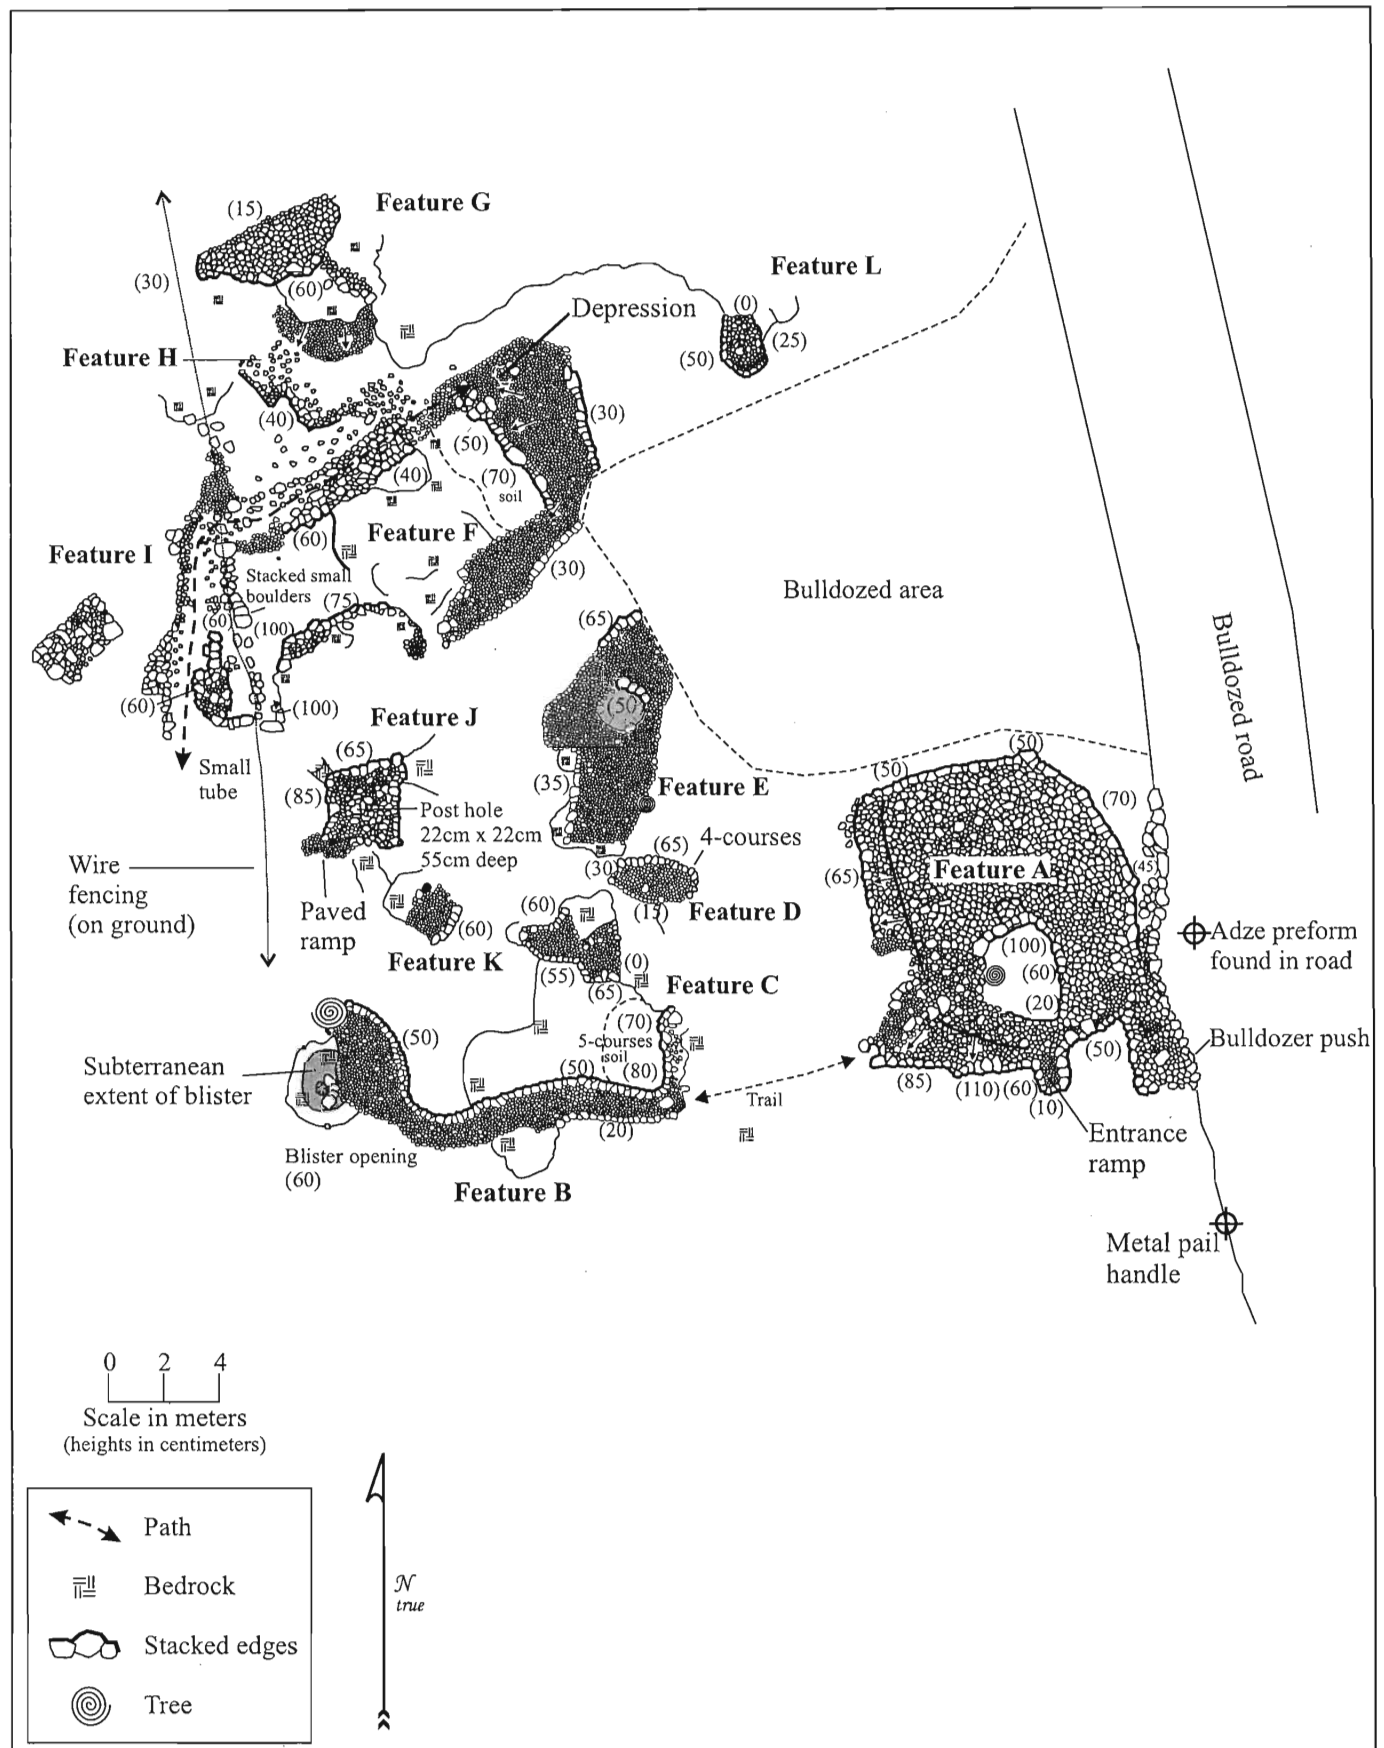 Feature G
(15)
(60)
(30)
Feature L
(0)
(25)
(50)
Depression
Feature H
(40)
(30)
(50)
(40)
(70)
soil
(60)
Feature F
(30)
Feature I
Stacked small
boulders
(75)
(60)
(100)
(65)
Bulldozed area
Bulldozed road
(60)
(100)
(50
Feature J
(65)
(50)
(50)
Small
tube
(85)
(35)
Feature E
(70)
Post hole
22cm x 22cm
55cm deep
(65)
4-courses
(30)
Feature A
(45)
(65)
Wire
fencing
(on ground)
Paved
ramp
(60)
(60)
(15)
Feature D
Adze preform
found in road
(100)
(60)
(20)
Feature K
(55)
(0)
(65)
Feature C
(70)
5-courses
soil
(50)
(50)
(80)
(50)
Bulldozer push
Subterranean
extent of blister
(85)
(110)
(60)
(10)
Trail
(20)
Entrance
ramp
Blister opening
(60)
Feature B
Metal pail
handle
0 2 4
Scale in meters
(heights in centimeters)
Path
Bedrock
Stacked edges
Tree
N
true